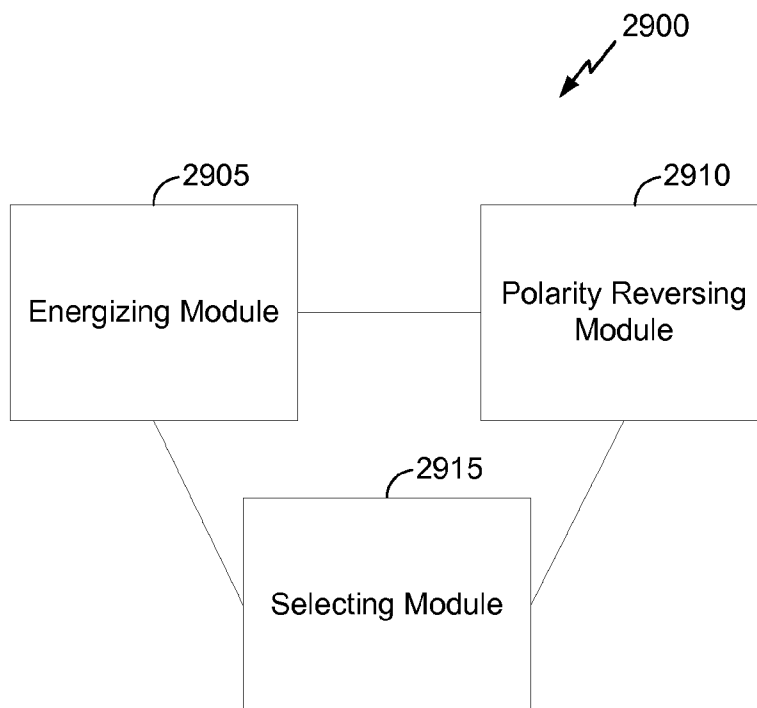 2900
2905
2910
Energizing Module
Polarity Reversing
Module
2915
Selecting Module